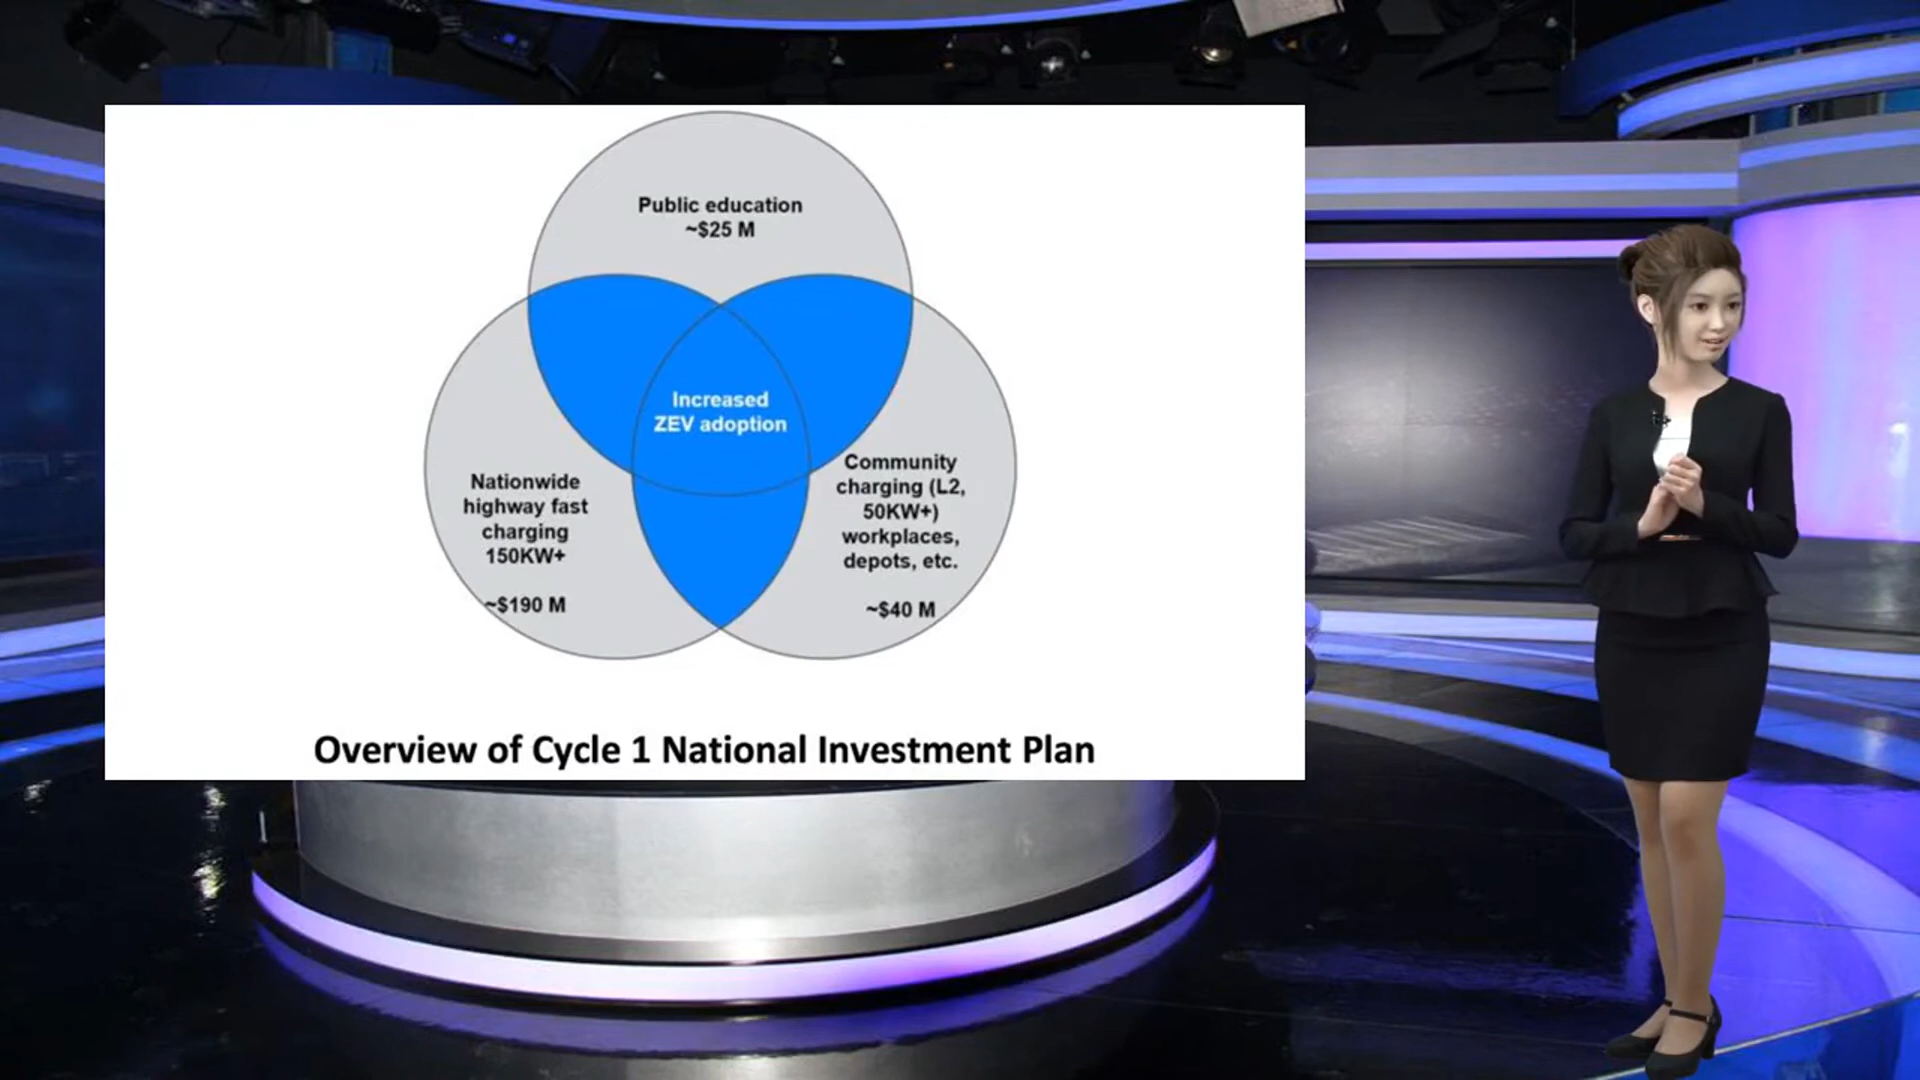 Public education
~$25 M
Increased
ZEV adoption
Nationwide
highway fast
charging
150KW+
~$190 M
Community
charging (L2,
50KW+)
workplaces,
depots, etc.
~$40 M
Overview of Cycle 1 National Investment Plan